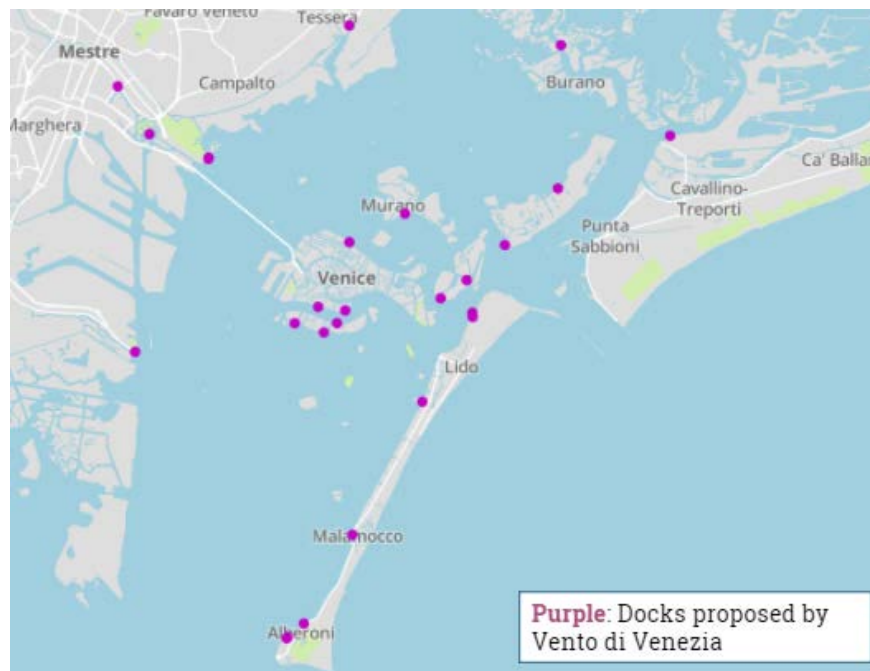 Favaro Veneto
Tessera
Mestre
Campalto
Burano
Marghera
Ca' Ballar
Cavallino-
Treporti
Murano
Punta
Sabbioni
Venice
Lido
Malamocco
Alberoni
Purple: Docks proposed by
Vento di Venezia